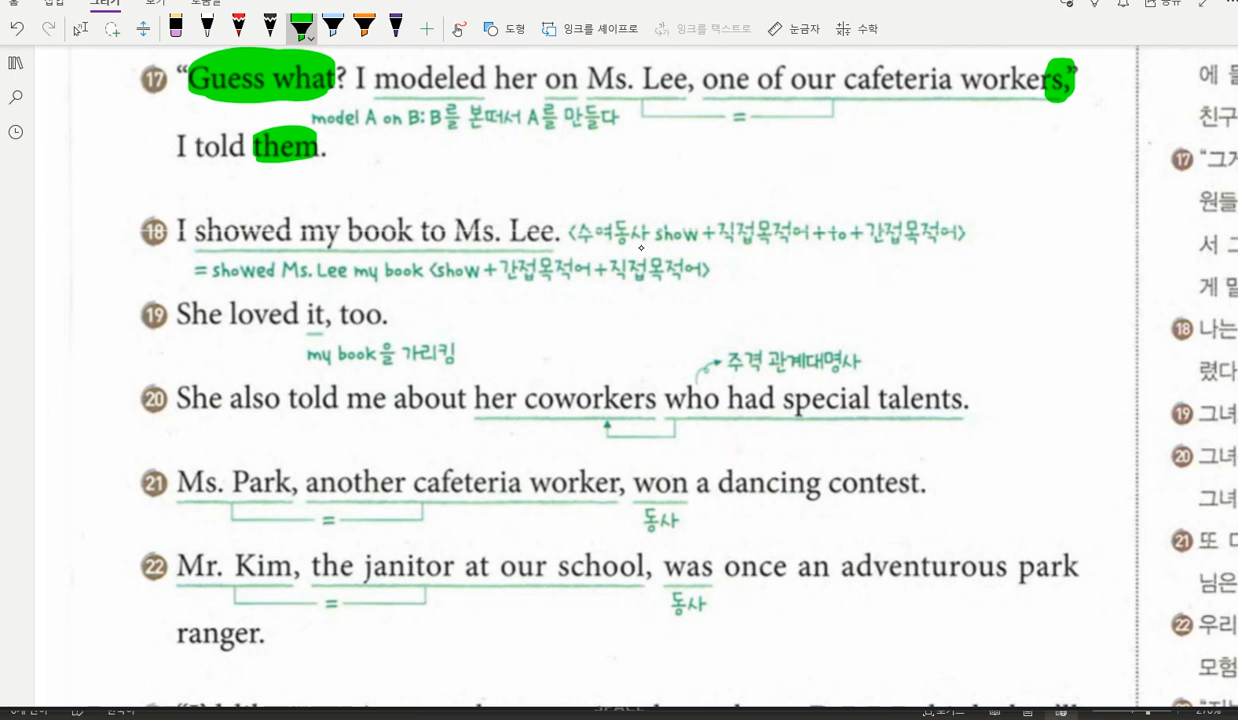 도형
잉크를 셰이프로
잉크를 텍스트로
눈금자
수학
17 “Guess what? I modeled her on Ms. Lee, one of our cafeteria workers,”
model A on B: B를 본떠서 A를 만들다
=
I told them.
18 I showed my book to Ms. Lee. <수여동사 show+직접목적어+to+간접목적어>
= showed Ms. Lee my book <show+간접목적어+직접목적어>
19 She loved it, too.
my book을 가리킴
주격 관계대명사
20 She also told me about her coworkers who had special talents.
21 Ms. Park, another cafeteria worker, won a dancing contest.
=
동사
22 Mr. Kim, the janitor at our school, was once an adventurous park
=
동사
ranger.
에
친구
17 “그
원들
서 그
게 말
18 나는
렸다
19 그녀
20 그녀
그녀
21 또
님은
22 우리
모험